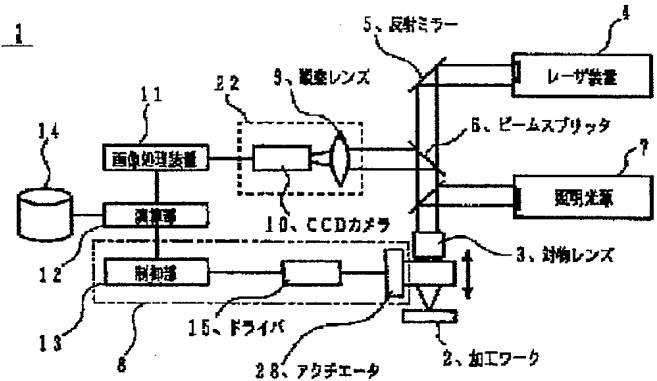 1
4
5、反射ミラー
レーザ装置
9、観察レンズ
22
6、ビームスプリッタ
11
7
14
画像処理装置
照明光源
10、CCDカメラ
演算部
12
3、対物レンズ
制御部
13
15、ドライバ
8
28、アクチエータ
2、加工ワーク